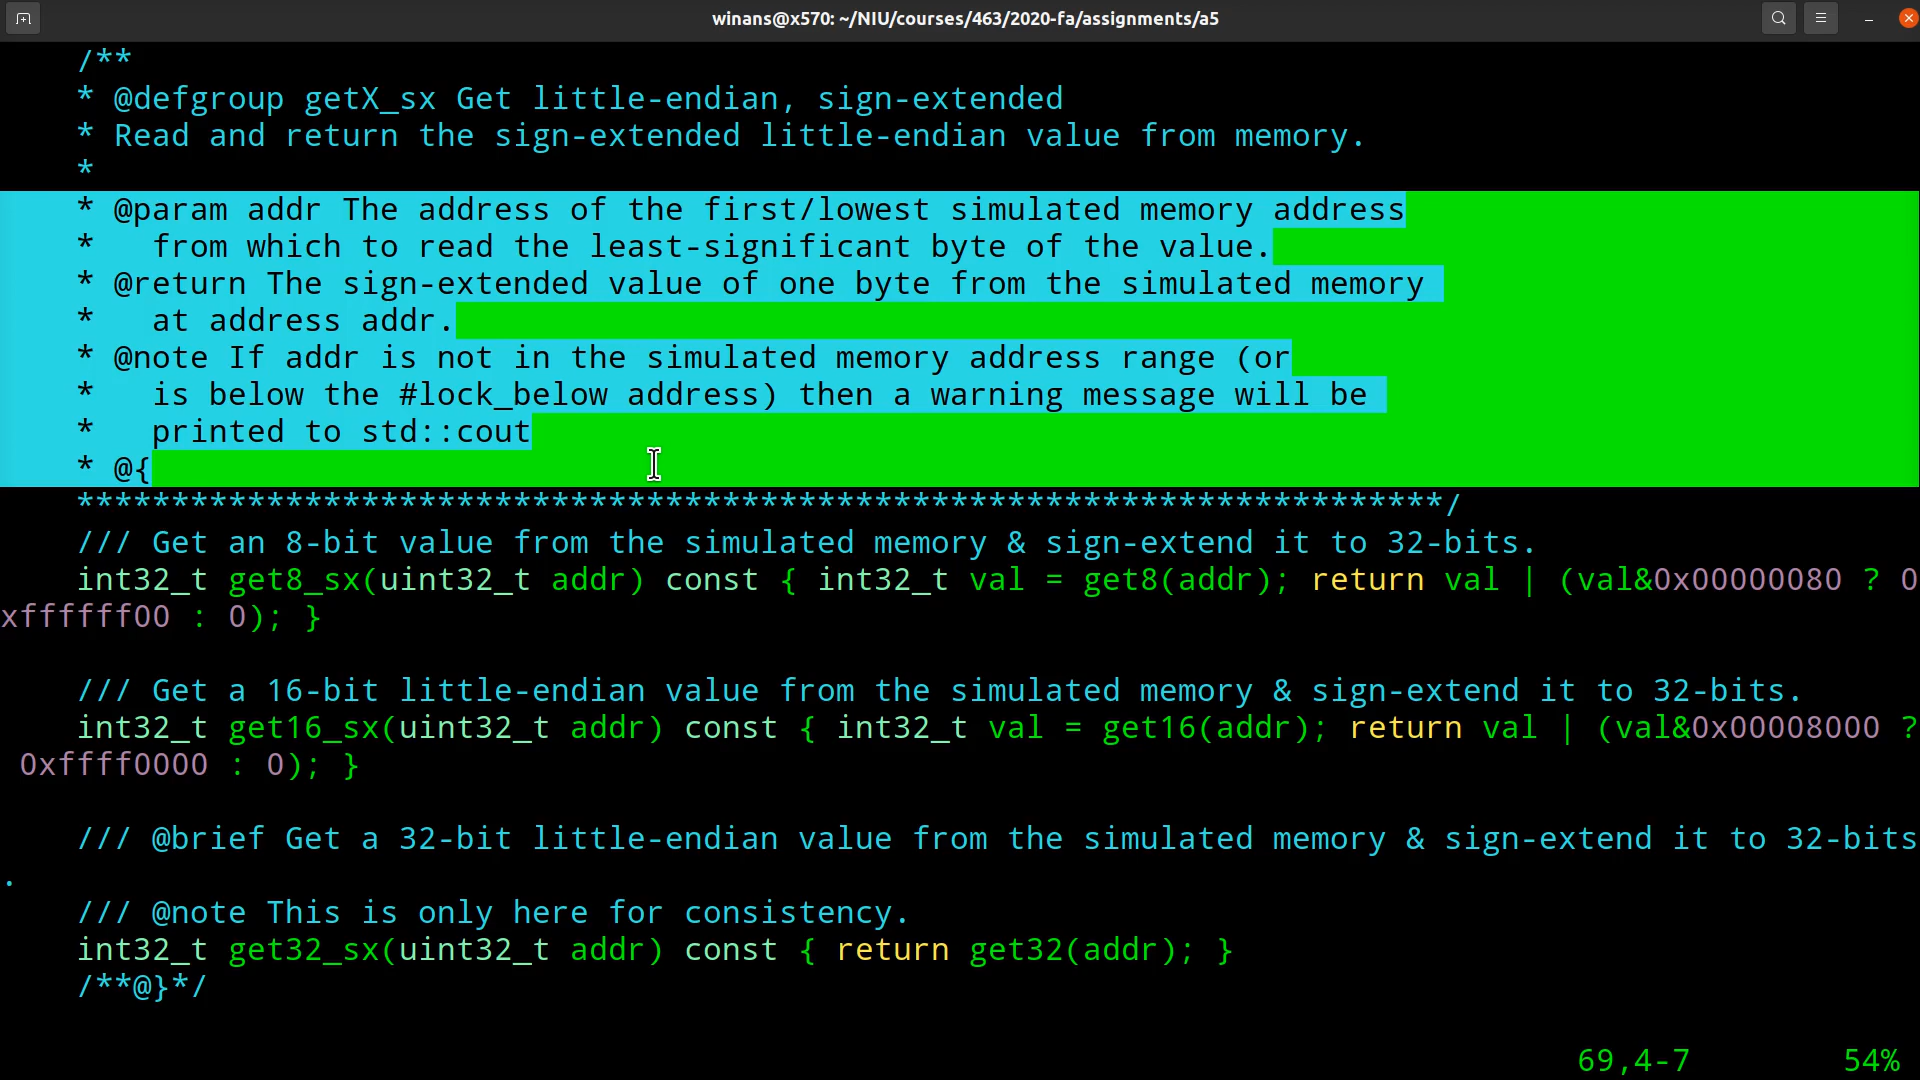 winans@x570: ~/NIU/courses/463/2020-fa/assignments/a5
/**
* @defgroup getX_sx Get little-endian, sign-extended
* Read and return the sign-extended little-endian value from memory.
*
* @param addr The address of the first/lowest simulated memory address
*   from which to read the least-significant byte of the value.
* @return The sign-extended value of one byte from the simulated memory
*   at address addr.
* @note If addr is not in the simulated memory address range (or
*   is below the #lock_below address) then a warning message will be
*   printed to std::cout
* @{
************************************************************************/
/// Get an 8-bit value from the simulated memory & sign-extend it to 32-bits.
int32_t get8_sx(uint32_t addr) const { int32_t val = get8(addr); return val | (val&0x00000080 ? 0
xffffff00 : 0); }
/// Get a 16-bit little-endian value from the simulated memory & sign-extend it to 32-bits.
int32_t get16_sx(uint32_t addr) const { int32_t val = get16(addr); return val | (val&0x00008000 ?
0xffff0000 : 0); }
/// @brief Get a 32-bit little-endian value from the simulated memory & sign-extend it to 32-bits
.
/// @note This is only here for consistency.
int32_t get32_sx(uint32_t addr) const { return get32(addr); }
/**@}*/
69,4-7 54%